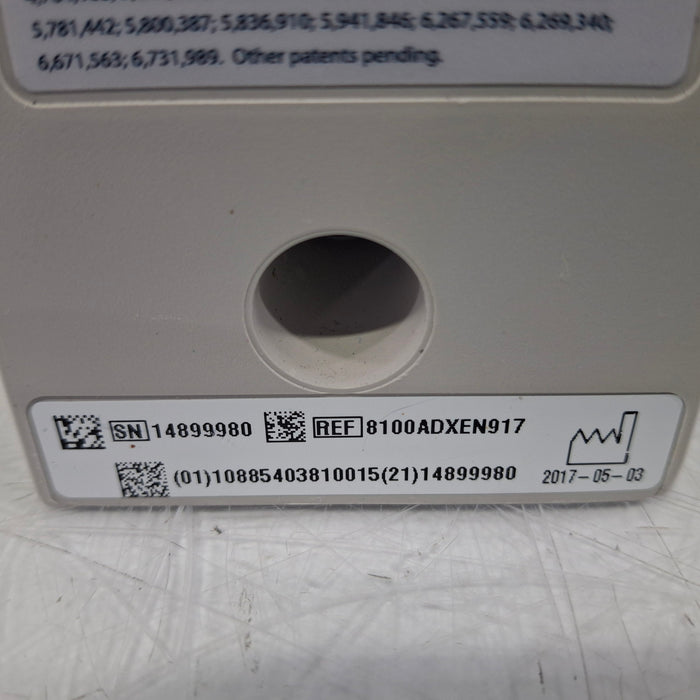 5,781,442; 5,800,387; 5,836,910; 5,941,846; 6,267,559; 6,269,340;
6,671,563; 6,731,989. Other patents pending.
SN 14899980 REF 8100ADXEN917
(01)10885403810015(21)14899980 2017-05-03